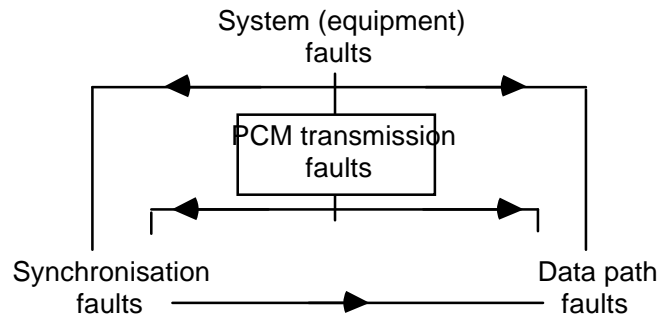 System (equipment)
faults
PCM transmission
faults
Synchronisation
faults
Data path
faults